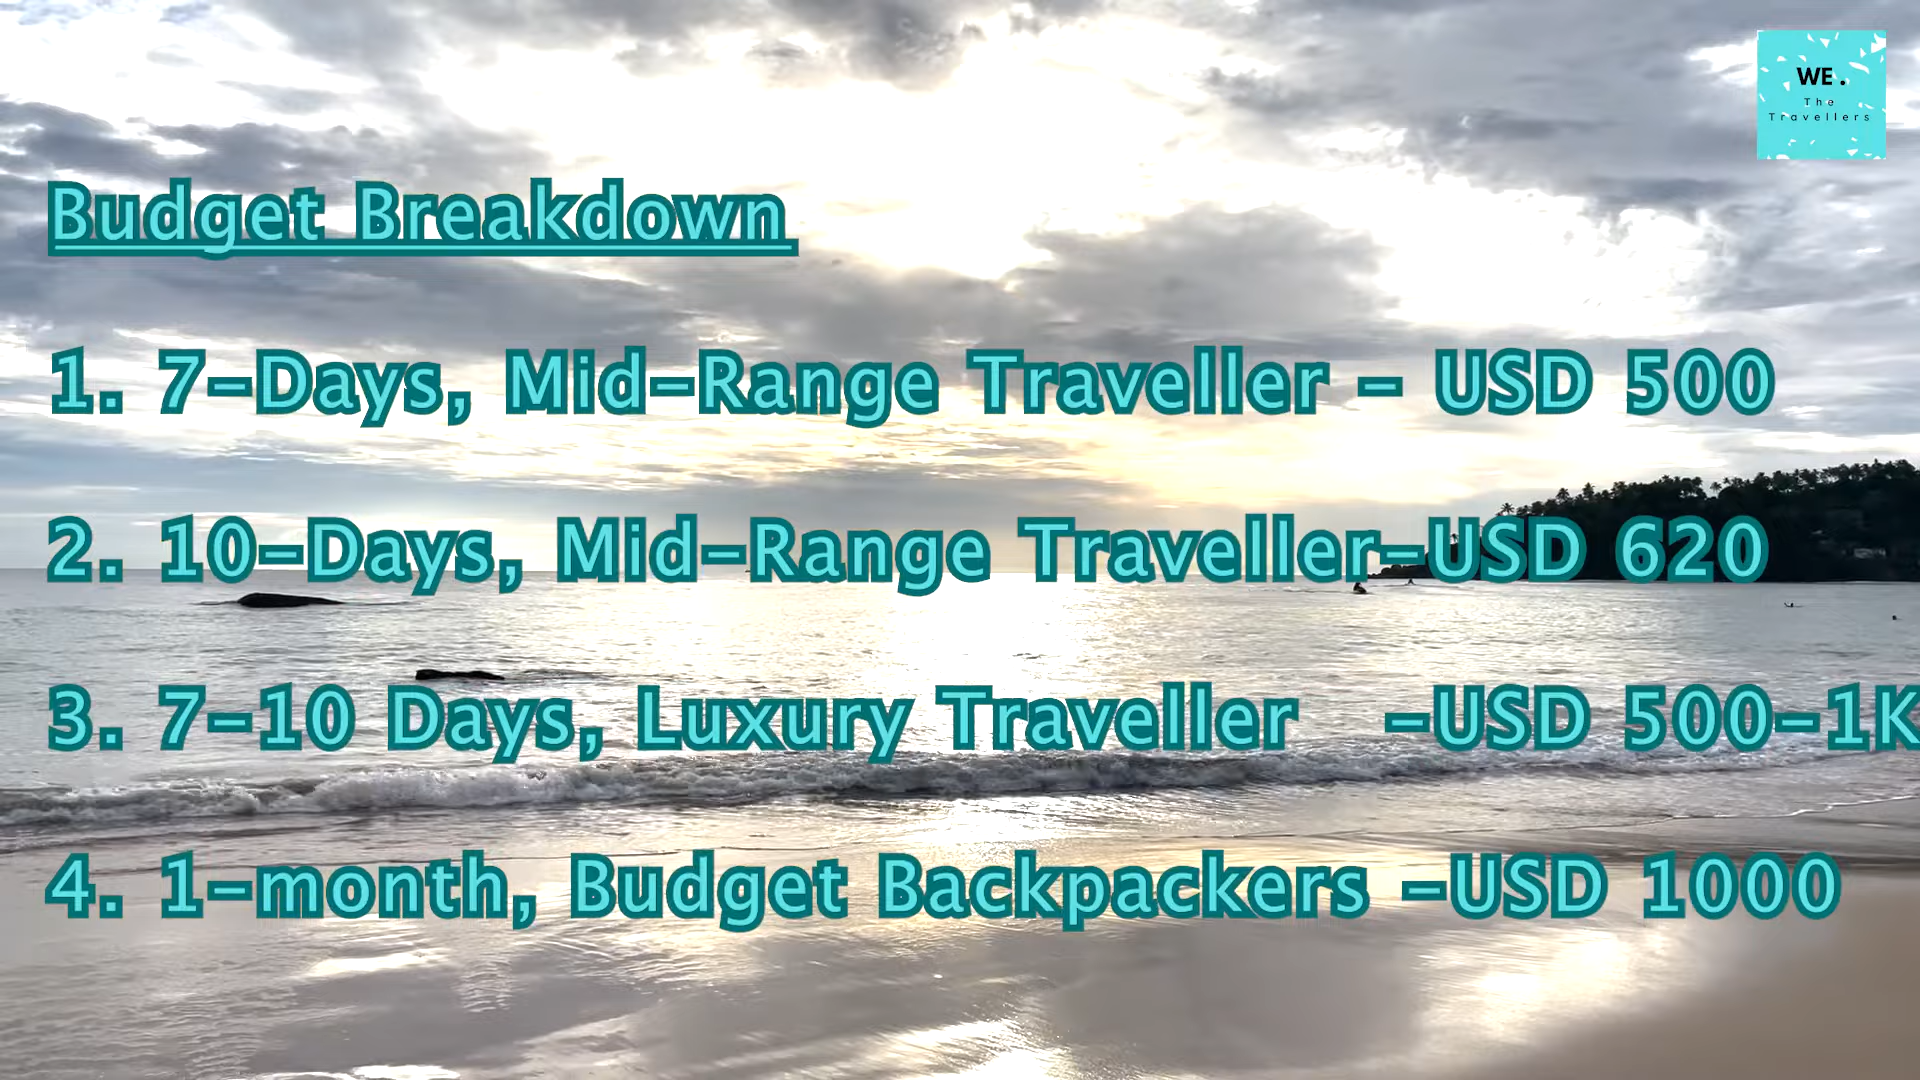 WE .
The
Travellers
Budget Breakdown
1. 7-Days, Mid-Range Traveller - USD 500
2. 10-Days, Mid-Range Traveller-USD 620
3. 7-10 Days, Luxury Traveller -USD 500-1K
4. 1-month, Budget Backpackers -USD 1000